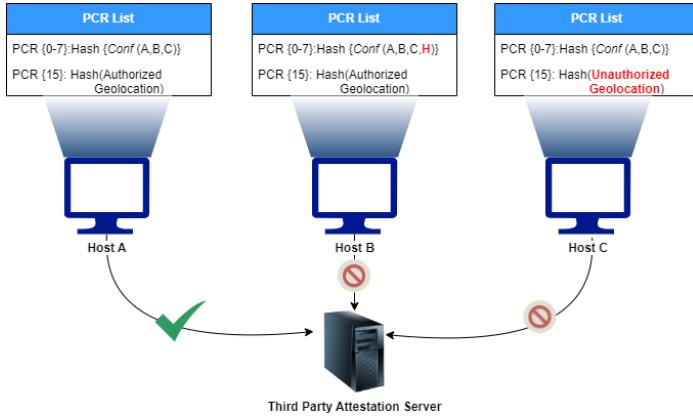 PCR List
PCR {0-7}:Hash {Conf (A,B,C)}
PCR {15}: Hash(Authorized
Geolocation)
PCR List
PCR {0-7}:Hash {Conf (A,B,C,H)}
PCR {15}: Hash(Authorized
Geolocation)
PCR List
PCR {0-7}:Hash {Conf (A,B,C)}
PCR {15}: Hash(Unauthorized
Geolocation)
Host A
Host B
Host C
Third Party Attestation Server